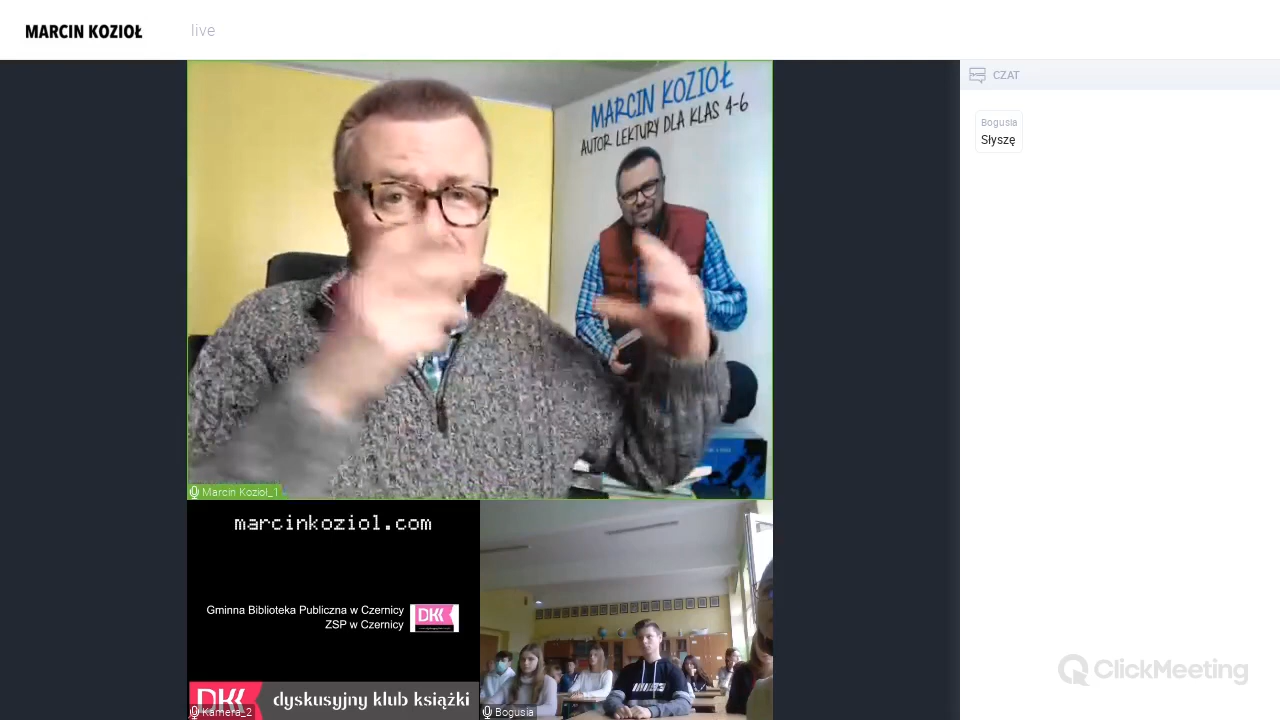 MARCIN KOZIOŁ
live
CZAT
Bogusia
Słyszę
MARCIN KOZIOŁ
AUTOR LEKTURY DLA KLAS 4-6
Marcin Kozioł_1
marcinkoziol.com
Gminna Biblioteka Publiczna w Czernicy
ZSP w Czernicy
DKK
DKK
dyskusyjny klub książki
Kamera_2
Bogusia
ClickMeeting